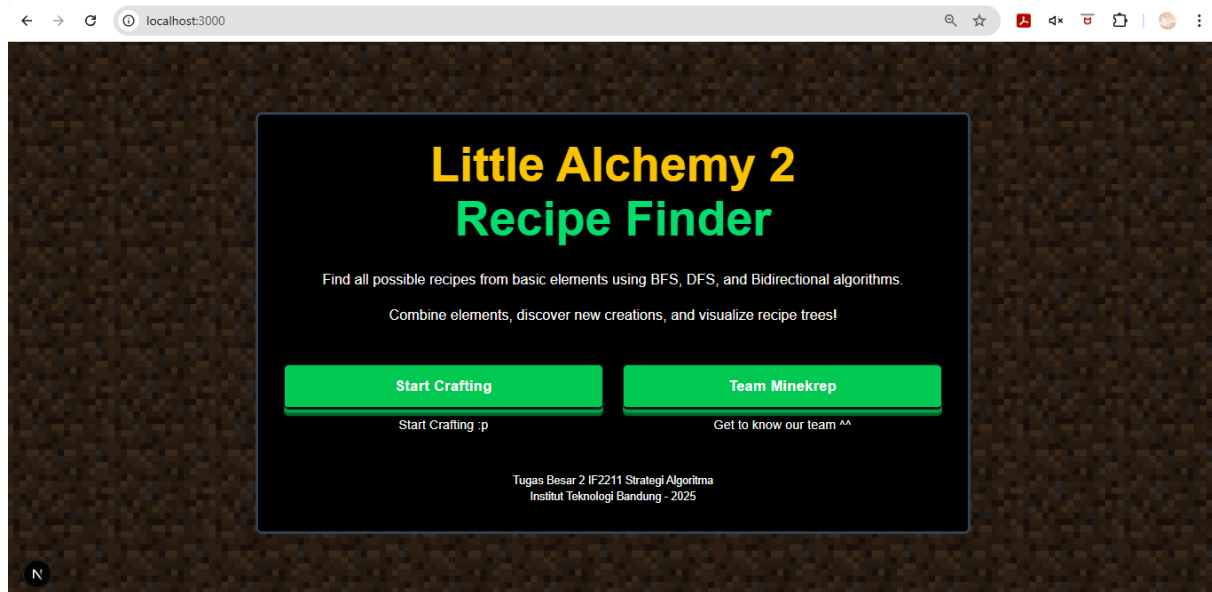 localhost:3000
Little Alchemy 2
Recipe Finder
Find all possible recipes from basic elements using BFS, DFS, and Bidirectional algorithms.
Combine elements, discover new creations, and visualize recipe trees!
Start Crafting
Team Minekrep
Start Crafting :p
Get to know our team ^^
Tugas Besar 2 IF2211 Strategi Algoritma
Institut Teknologi Bandung - 2025
N